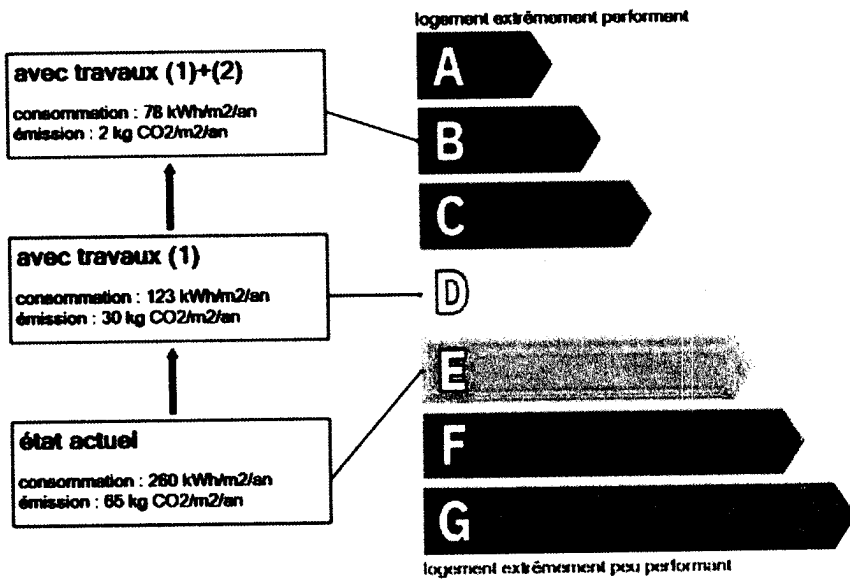 logement extrêmement performant
A
avec travaux (1)+(2)
consommation : 78 kWh/m2/an
émission : 2 kg CO2/m2/an
B
C
avec travaux (1)
consommation : 123 kWh/m2/an
émission : 30 kg CO2/m2/an
D
E
état actuel
consommation : 260 kWh/m2/an
émission : 65 kg CO2/m2/an
F
G
logement extrêmement peu performant